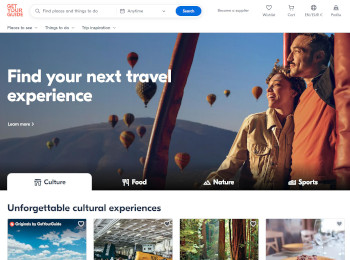 GET
YOUR
GUIDE
Find places and things to do
Anytime
Search
Become a supplier
Wishlist
Cart
EN/EUR €
Profile
Places to see
Things to do
Trip inspiration
Find your next travel
experience
Learn more
Culture
Food
Nature
Sports
Unforgettable cultural experiences
Originals by GetYourGuide